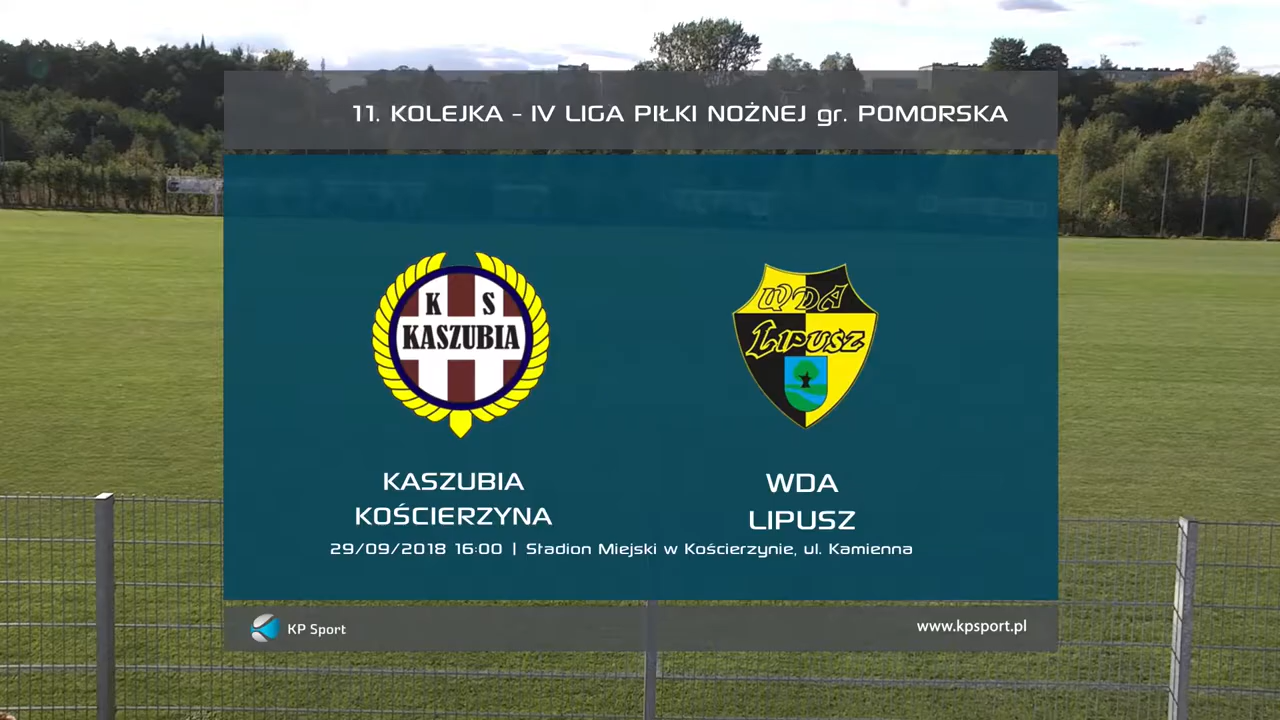 11. KOLEJKA - IV LIGA PIŁKI NOŻNEJ gr. POMORSKA
K S
KASZUBIA
WDA
LIPUSZ
KASZUBIA
KOŚCIERZYNA
WDA
LIPUSZ
29/09/2018 16:00 | Stadion Miejski w Kościerzynie, ul. Kamienna
KP Sport
www.kpsport.pl